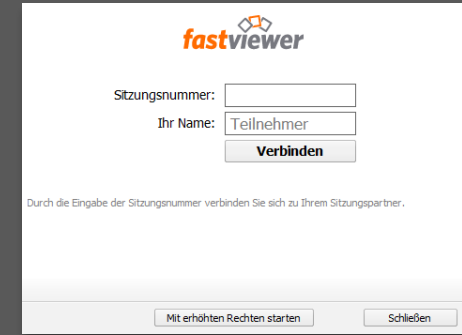 fastviewer
Sitzungsnummer:
Ihr Name: Teilnehmer
Verbinden
Durch die Eingabe der Sitzungsnummer verbinden Sie sich zu Ihrem Sitzungspartner.
Mit erhöhten Rechten starten Schließen